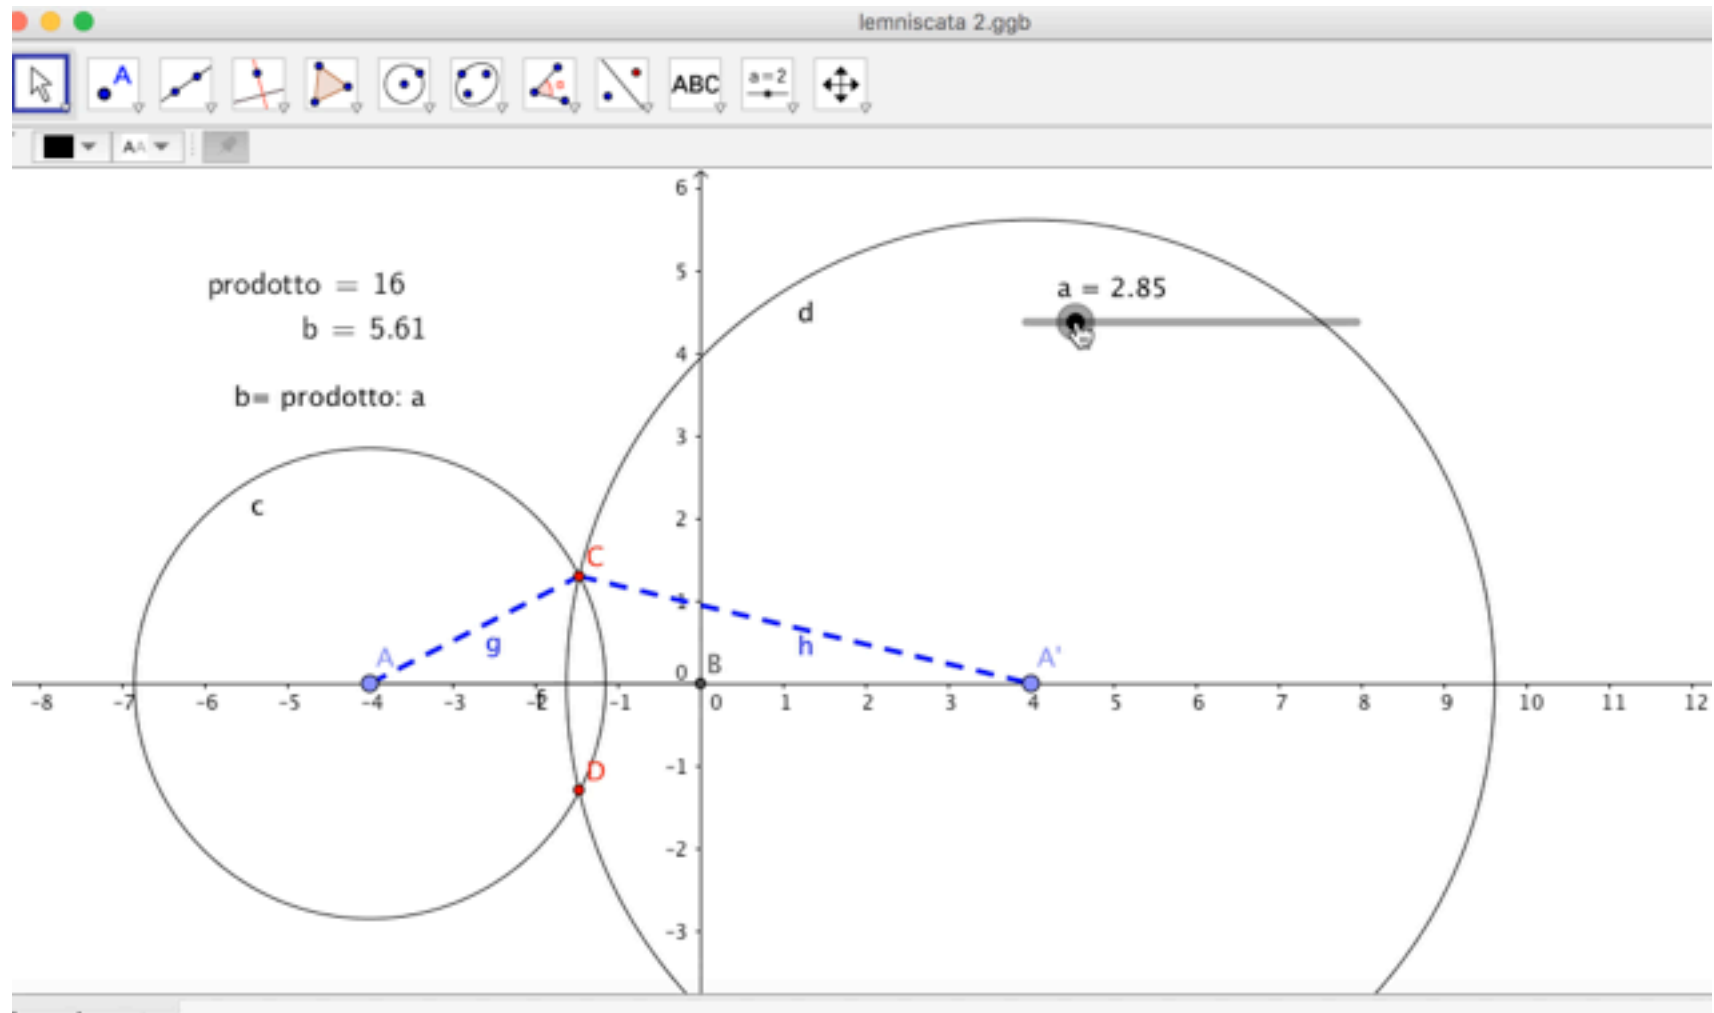 lemniscata 2.ggb
A
ABC
a=2
AA
prodotto = 16
b = 5.61
b= prodotto: a
a = 2.85
d
c
C
g
h
A
A'
B
D
6
5
4
3
2
1
0
-1
-2
-3
-8 -7 -6 -5 -4 -3 -2 -1 0 1 2 3 4 5 6 7 8 9 10 11 12